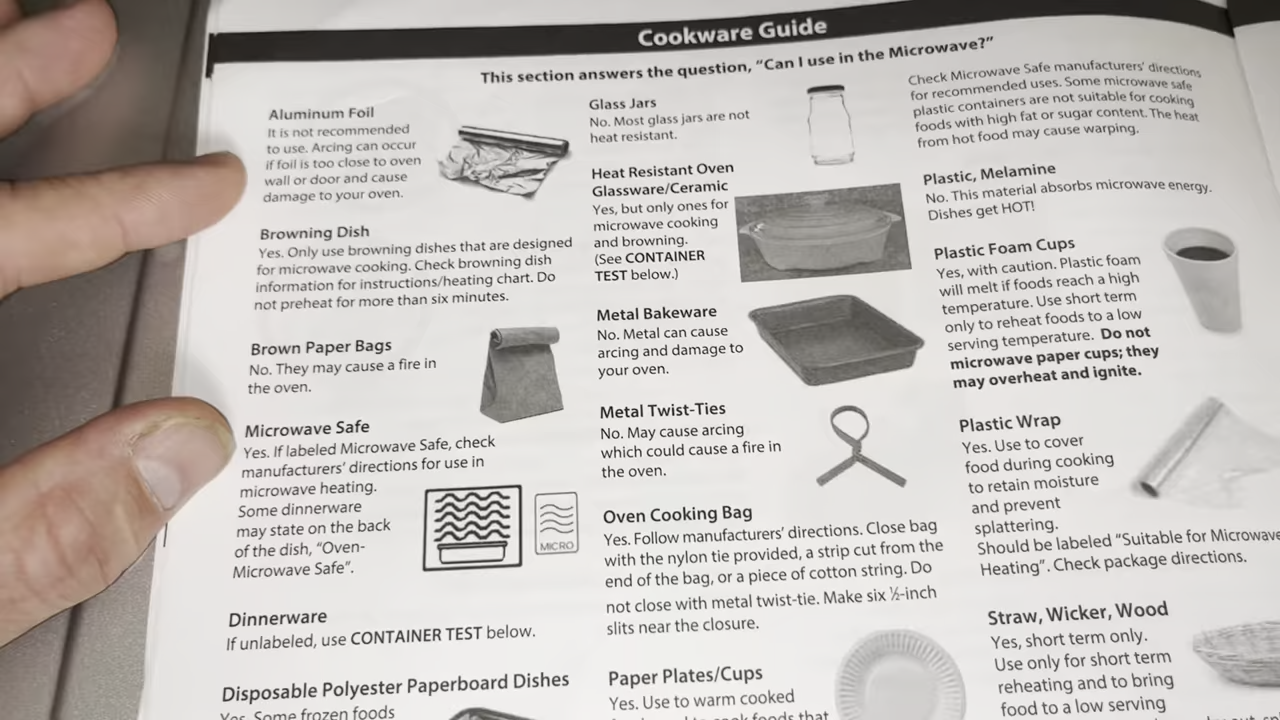 Cookware Guide
This section answers the question, "Can I use in the Microwave?"
Aluminum Foil
It is not recommended
to use. Arcing can occur
if foil is too close to oven
wall or door and cause
damage to your oven.
Browning Dish
Yes. Only use browning dishes that are designed
for microwave cooking. Check browning dish
information for instructions/heating chart. Do
not preheat for more than six minutes.
Brown Paper Bags
No. They may cause a fire in
the oven.
Microwave Safe
Yes. If labeled Microwave Safe, check
manufacturers' directions for use in
microwave heating.
Some dinnerware
may state on the back
of the dish, "Oven-
Microwave Safe".
MICRO
Dinnerware
If unlabeled, use CONTAINER TEST below.
Disposable Polyester Paperboard Dishes
Yes. Some frozen foods
Glass Jars
No. Most glass jars are not
heat resistant.
Heat Resistant Oven
Glassware/Ceramic
Yes, but only ones for
microwave cooking
and browning.
(See CONTAINER
TEST below.)
Metal Bakeware
No. Metal can cause
arcing and damage to
your oven.
Metal Twist-Ties
No. May cause arcing
which could cause a fire in
the oven.
Oven Cooking Bag
Yes. Follow manufacturers' directions. Close bag
with the nylon tie provided, a strip cut from the
end of the bag, or a piece of cotton string. Do
not close with metal twist-tie. Make six ½-inch
slits near the closure.
Paper Plates/Cups
Yes. Use to warm cooked
foods that
Check Microwave Safe manufacturers' directions
for recommended uses. Some microwave safe
plastic containers are not suitable for cooking
foods with high fat or sugar content. The heat
from hot food may cause warping.
Plastic, Melamine
No. This material absorbs microwave energy.
Dishes get HOT!
Plastic Foam Cups
Yes, with caution. Plastic foam
will melt if foods reach a high
temperature. Use short term
only to reheat foods to a low
serving temperature. Do not
microwave paper cups; they
may overheat and ignite.
Plastic Wrap
Yes. Use to cover
food during cooking
to retain moisture
and prevent
splattering.
Should be labeled "Suitable for Microwave
Heating". Check package directions.
Straw, Wicker, Wood
Yes, short term only.
Use only for short term
reheating and to bring
food to a low serving